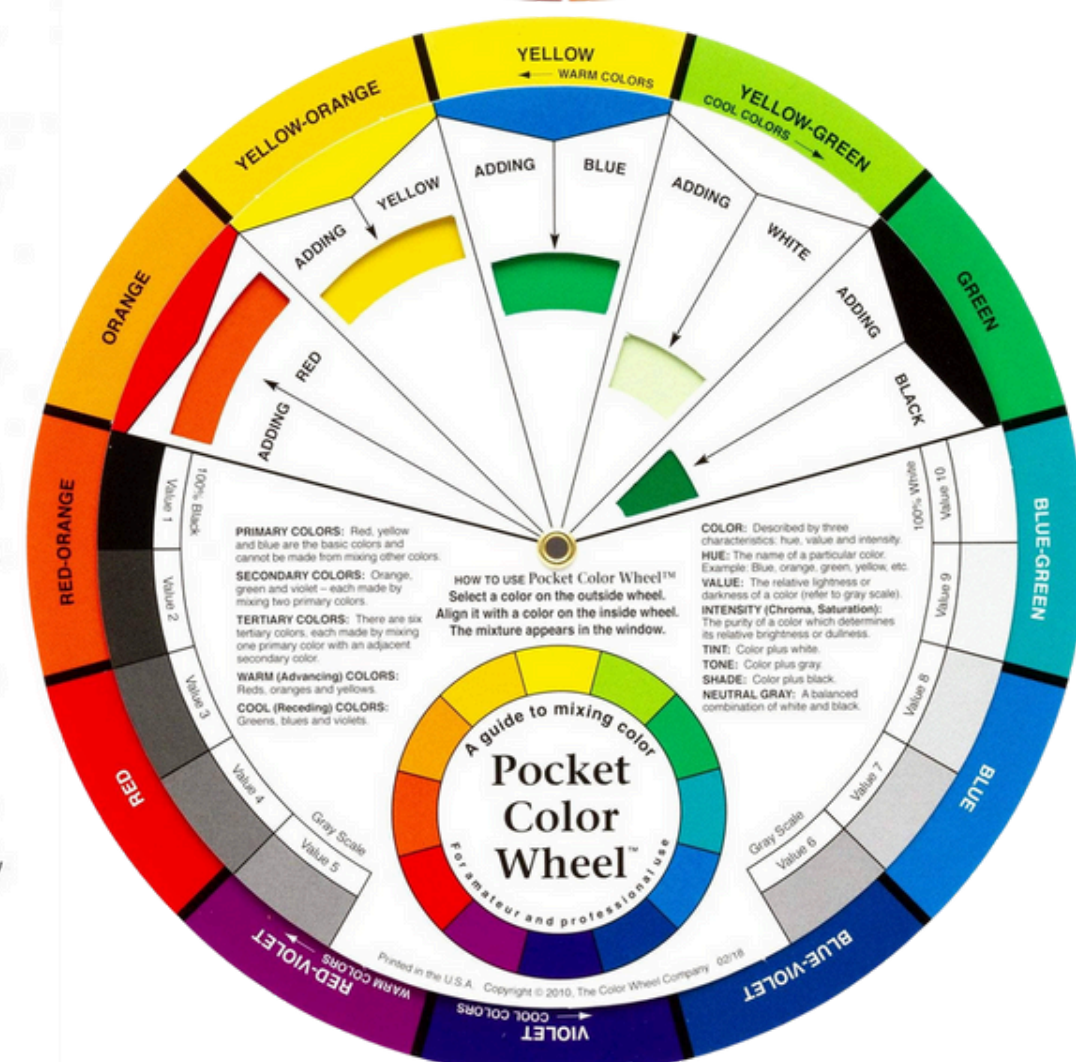 YELLOW
WARM COLORS
YELLOW-GREEN
COOL COLORS
GREEN
BLUE-GREEN
BLUE
BLUE-VIOLET
VIOLET
COOL COLORS
RED-VIOLET
WARM COLORS
RED
RED-ORANGE
ORANGE
YELLOW-ORANGE
ADDING RED
ADDING YELLOW
ADDING BLUE
ADDING WHITE
ADDING BLACK
100% Black
Value 1
Value 2
Value 3
Value 4
Value 5
Gray Scale
PRIMARY COLORS: Red, yellow
and blue are the basic colors and
cannot be made from mixing other colors.
SECONDARY COLORS: Orange,
green and violet – each made by
mixing two primary colors.
TERTIARY COLORS: There are six
tertiary colors, each made by mixing
one primary color with an adjacent
secondary color.
WARM (Advancing) COLORS:
Reds, oranges and yellows.
COOL (Receding) COLORS:
Greens, blues and violets.
HOW TO USE Pocket Color Wheel™
Select a color on the outside wheel.
Align it with a color on the inside wheel.
The mixture appears in the window.
COLOR: Described by three
characteristics: hue, value and intensity.
HUE: The name of a particular color.
Example: Blue, orange, green, yellow, etc.
VALUE: The relative lightness or
darkness of a color (refer to gray scale).
INTENSITY (Chroma, Saturation):
The purity of a color which determines
its relative brightness or dullness.
TINT: Color plus white.
TONE: Color plus gray.
SHADE: Color plus black.
NEUTRAL GRAY: A balanced
combination of white and black.
100% White
Value 10
Value 9
Value 8
Value 7
Value 6
Gray Scale
A guide to mixing color
Pocket
Color
Wheel™
For amateur and professional use
Printed in the U.S.A. Copyright © 2010, The Color Wheel Company 02/18